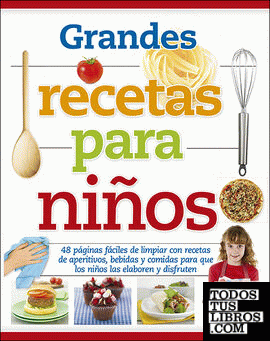 Grandes
recetas
para
niños
48 páginas fáciles de limpiar con recetas
de aperitivos, bebidas y comidas para que
los niños las elaboren y disfruten
TODOS
TUS
LIBROS